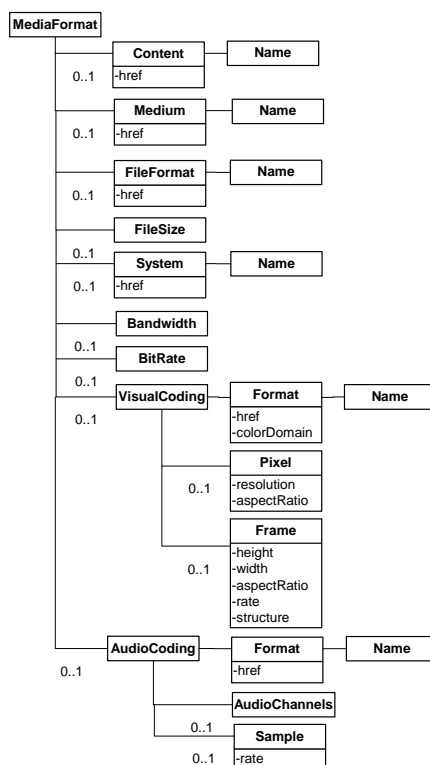 MediaFormat
Content Name
0..1 -href
Medium Name
0..1 -href
FileFormat Name
0..1 -href
FileSize
0..1
System Name
0..1 -href
Bandwidth
0..1
BitRate
0..1
VisualCoding Format Name
0..1 -href
-colorDomain
Pixel
0..1 -resolution
-aspectRatio
Frame
0..1 -height
-width
-aspectRatio
-rate
-structure
AudioCoding Format Name
0..1 -href
AudioChannels
0..1
Sample
0..1 -rate